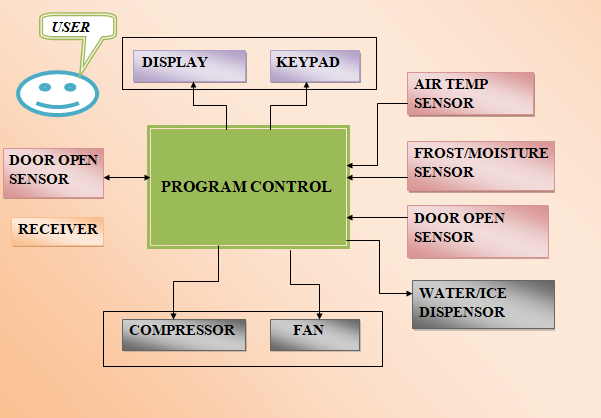 USER
DISPLAY
KEYPAD
AIR TEMP
SENSOR
DOOR OPEN
SENSOR
PROGRAM CONTROL
FROST/MOISTURE
SENSOR
RECEIVER
DOOR OPEN
SENSOR
WATER/ICE
DISPENSOR
COMPRESSOR
FAN